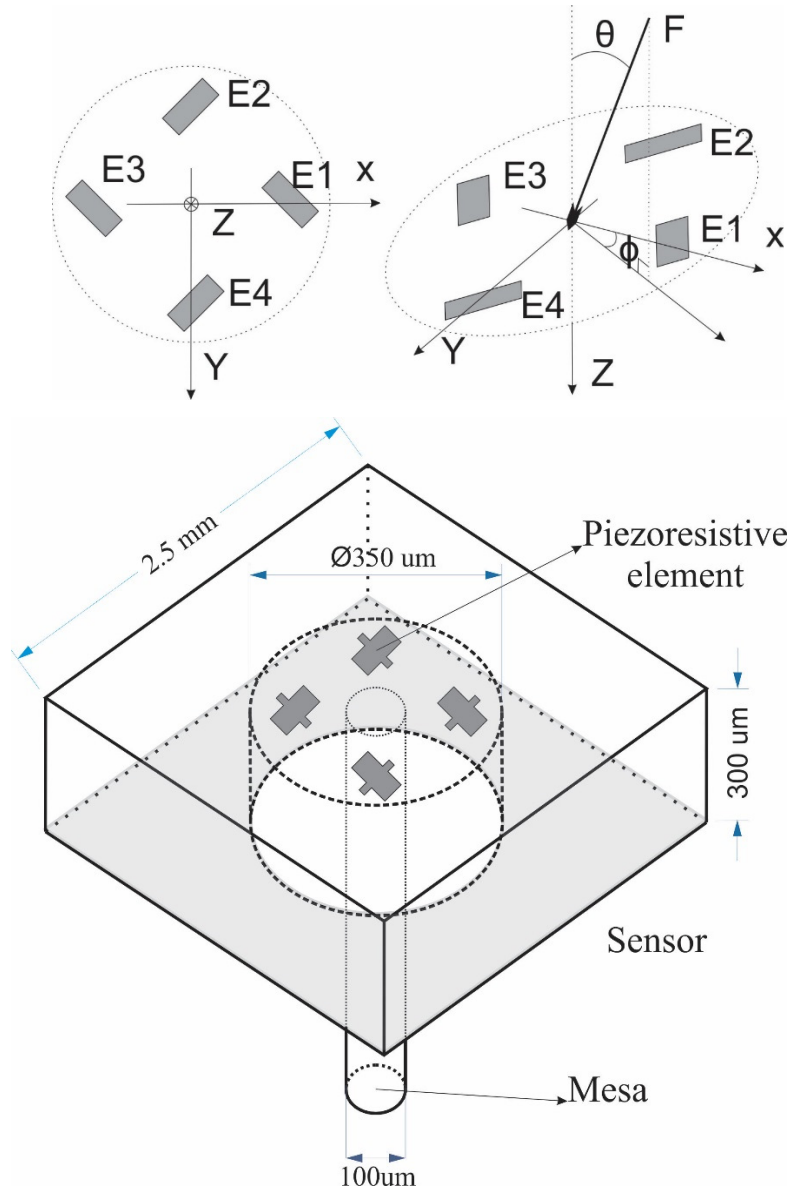 E2
E3
E1
X
Z
E4
Y
θ
F
E2
E3
E1
X
ϕ
E4
Y
Z
2.5 mm
Ø350 um
Piezoresistive
element
300 um
Sensor
Mesa
100um